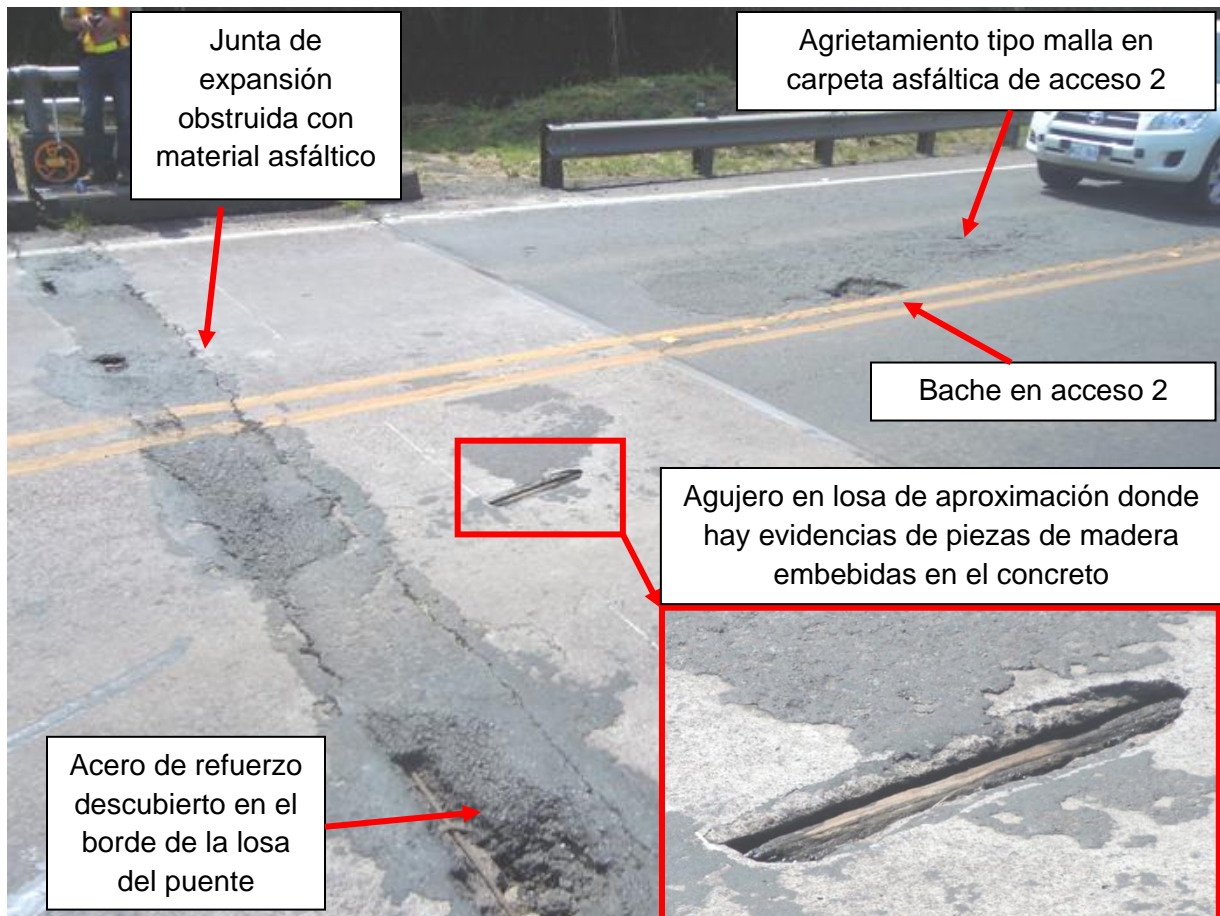 Junta de
expansión
obstruida con
material asfáltico
Agrietamiento tipo malla en
carpeta asfáltica de acceso 2
Bache en acceso 2
Agujero en losa de aproximación donde
hay evidencias de piezas de madera
embebidas en el concreto
Acero de refuerzo
descubierto en el
borde de la losa
del puente